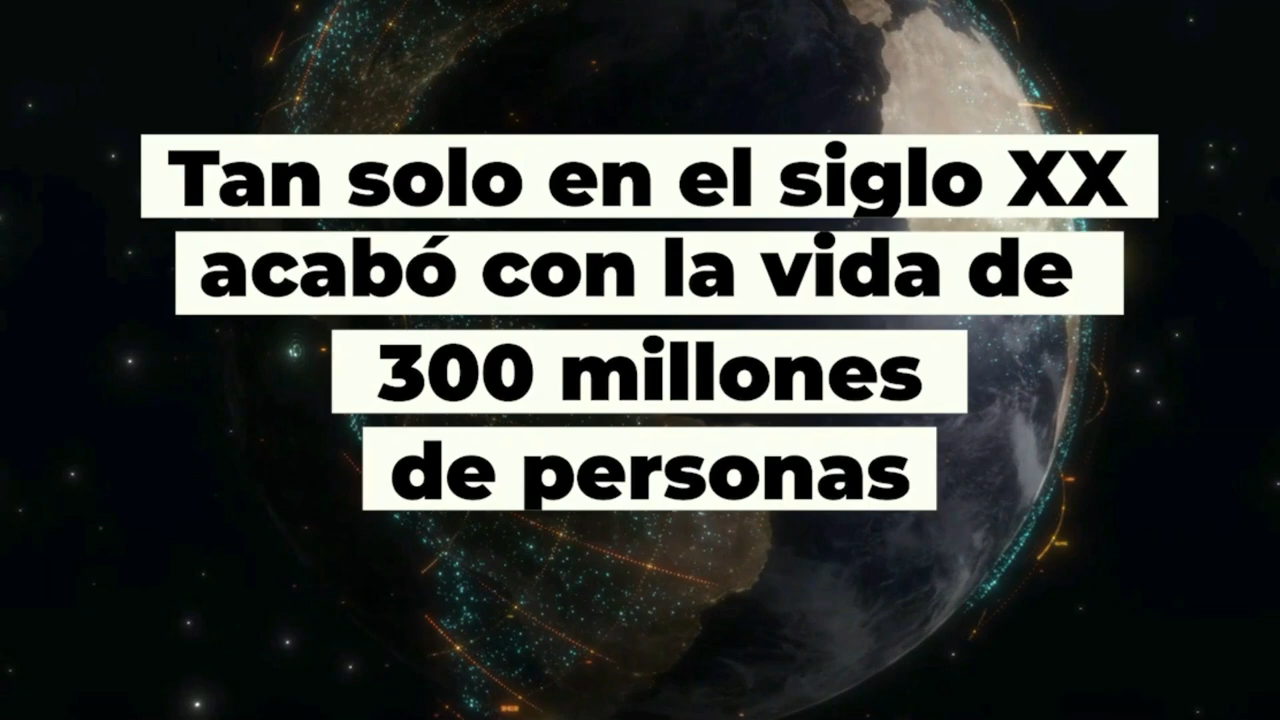 Tan solo en el siglo XX
acabó con la vida de
300 millones
de personas